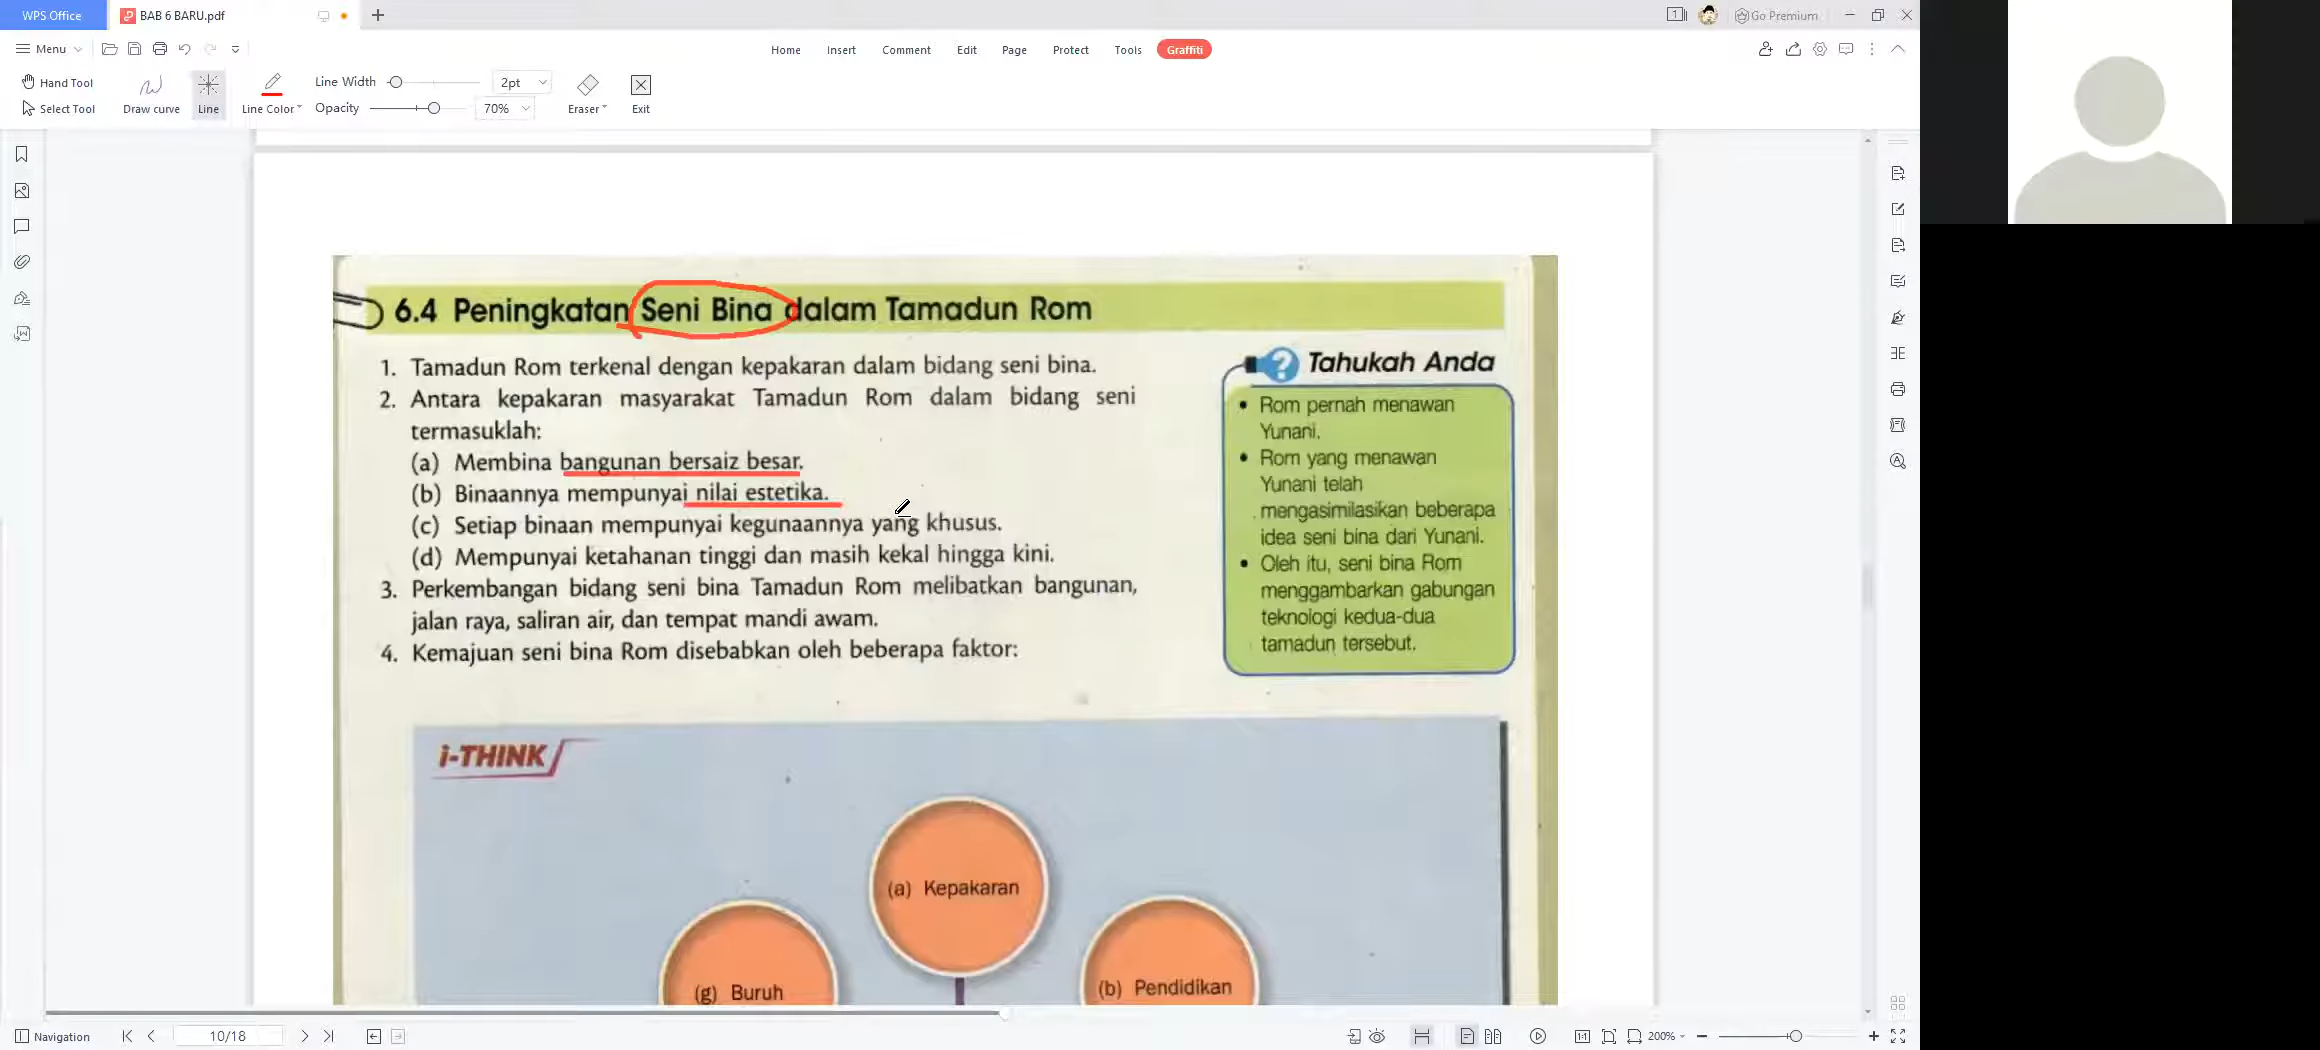 WPS Office
BAB 6 BARU.pdf
1
Go Premium
Menu
Home Insert Comment Edit Page Protect Tools Graffiti
Hand Tool
Select Tool
Draw curve
Line
Line Color
Line Width 2pt
Opacity 70%
Eraser
Exit
6.4 Peningkatan Seni Bina dalam Tamadun Rom
1. Tamadun Rom terkenal dengan kepakaran dalam bidang seni bina.
2. Antara kepakaran masyarakat Tamadun Rom dalam bidang seni
termasuklah:
(a) Membina bangunan bersaiz besar.
(b) Binaannya mempunyai nilai estetika.
(c) Setiap binaan mempunyai kegunaannya yang khusus.
(d) Mempunyai ketahanan tinggi dan masih kekal hingga kini.
3. Perkembangan bidang seni bina Tamadun Rom melibatkan bangunan,
jalan raya, saliran air, dan tempat mandi awam.
4. Kemajuan seni bina Rom disebabkan oleh beberapa faktor:
? Tahukah Anda
• Rom pernah menawan
Yunani.
• Rom yang menawan
Yunani telah
mengasimilasikan beberapa
idea seni bina dari Yunani.
• Oleh itu, seni bina Rom
menggambarkan gabungan
teknologi kedua-dua
tamadun tersebut.
i-THINK
(a) Kepakaran
(g) Buruh
(b) Pendidikan
Navigation
10/18
1:1
200%